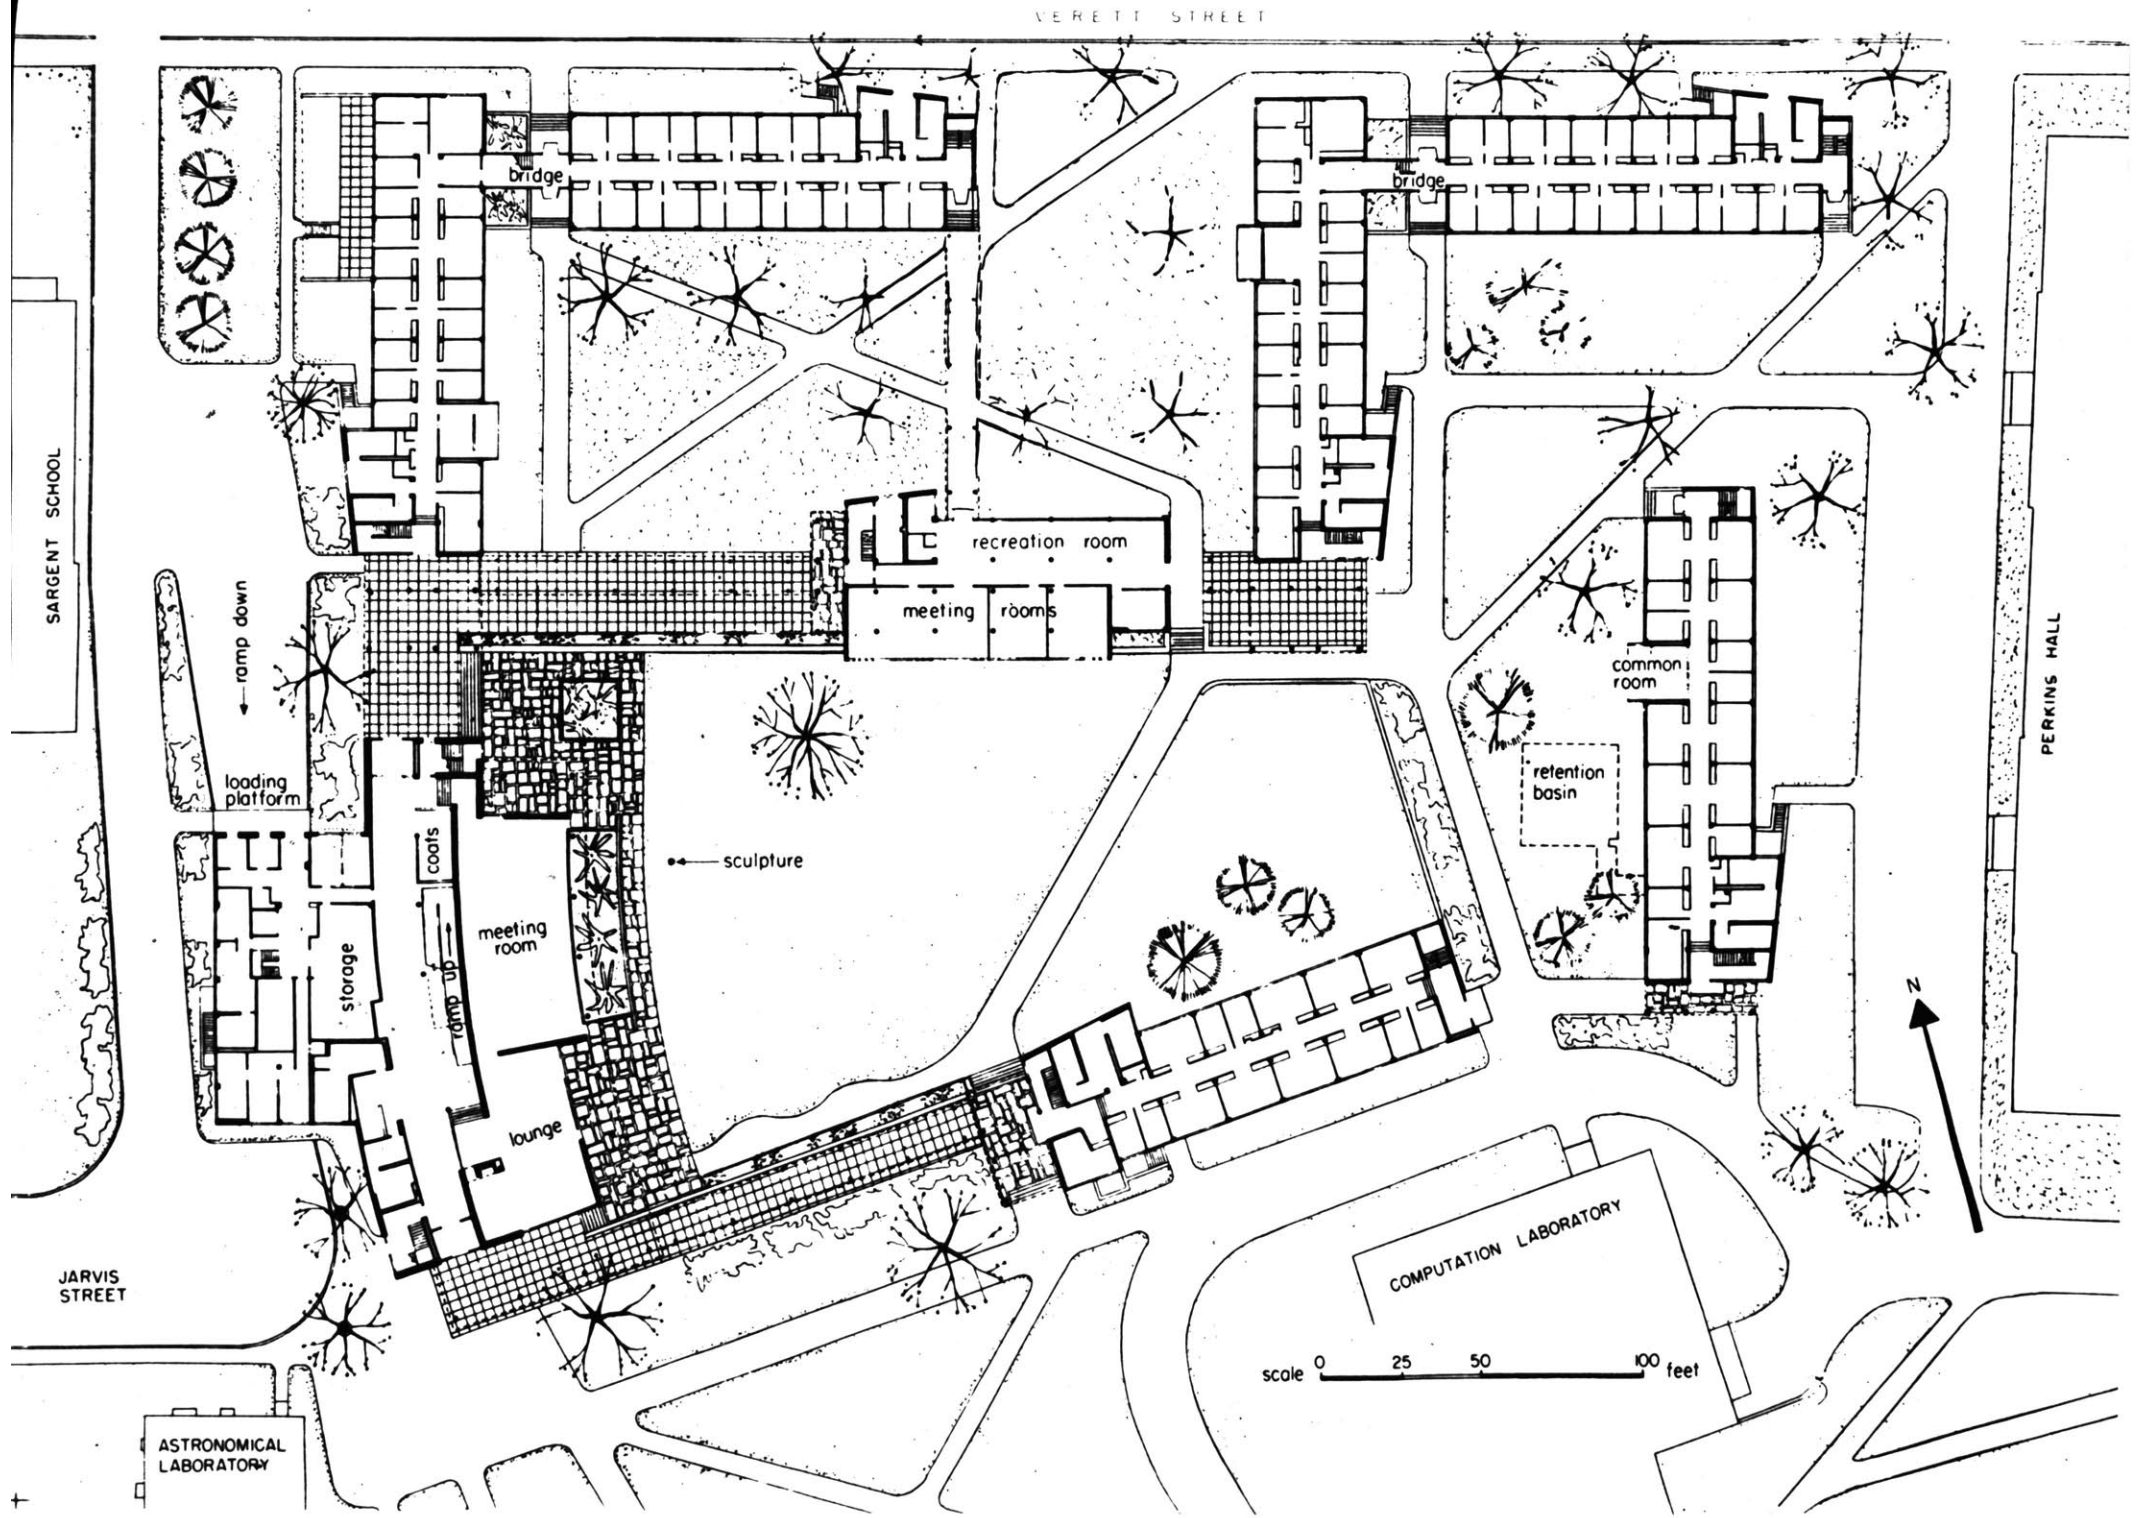 VERETT STREET
bridge
bridge
SARGENT SCHOOL
ramp down
recreation room
meeting rooms
common
room
PERKINS HALL
loading
platform
retention
basin
coats
sculpture
meeting
room
storage
ramp up
N
lounge
COMPUTATION LABORATORY
JARVIS
STREET
scale 0 25 50 100 feet
ASTRONOMICAL
LABORATORY